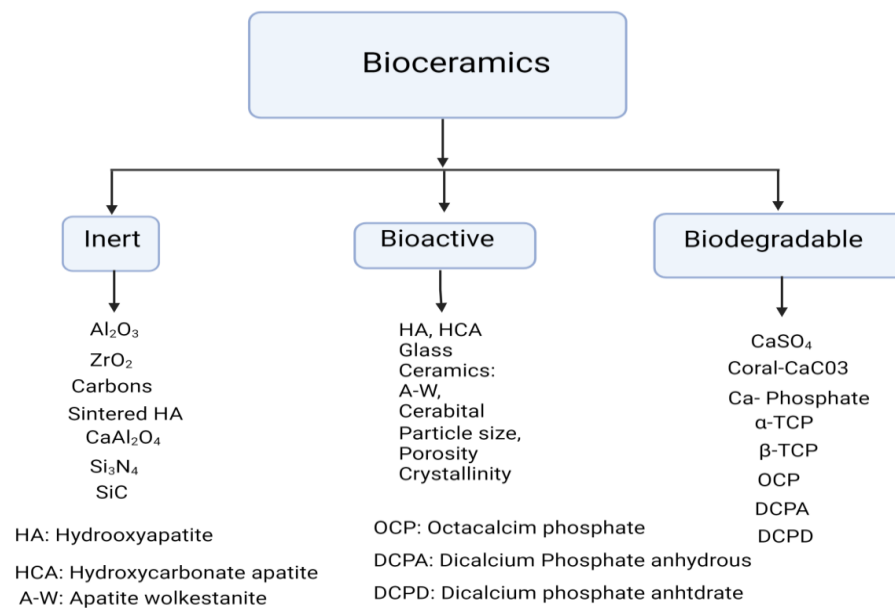 Bioceramics
Inert
Bioactive
Biodegradable
Al₂O₃
ZrO₂
Carbons
Sintered HA
CaAl₂O₄
Si₃N₄
SiC
HA, HCA
Glass
Ceramics:
A-W,
Cerabital
Particle size,
Porosity
Crystallinity
CaSO₄
Coral-CaC03
Ca- Phosphate
α-TCP
β-TCP
OCP
DCPA
DCPD
HA: Hydrooxyapatite
HCA: Hydroxycarbonate apatite
A-W: Apatite wolkestanite
OCP: Octacalcim phosphate
DCPA: Dicalcium Phosphate anhydrous
DCPD: Dicalcium phosphate anhtdrate